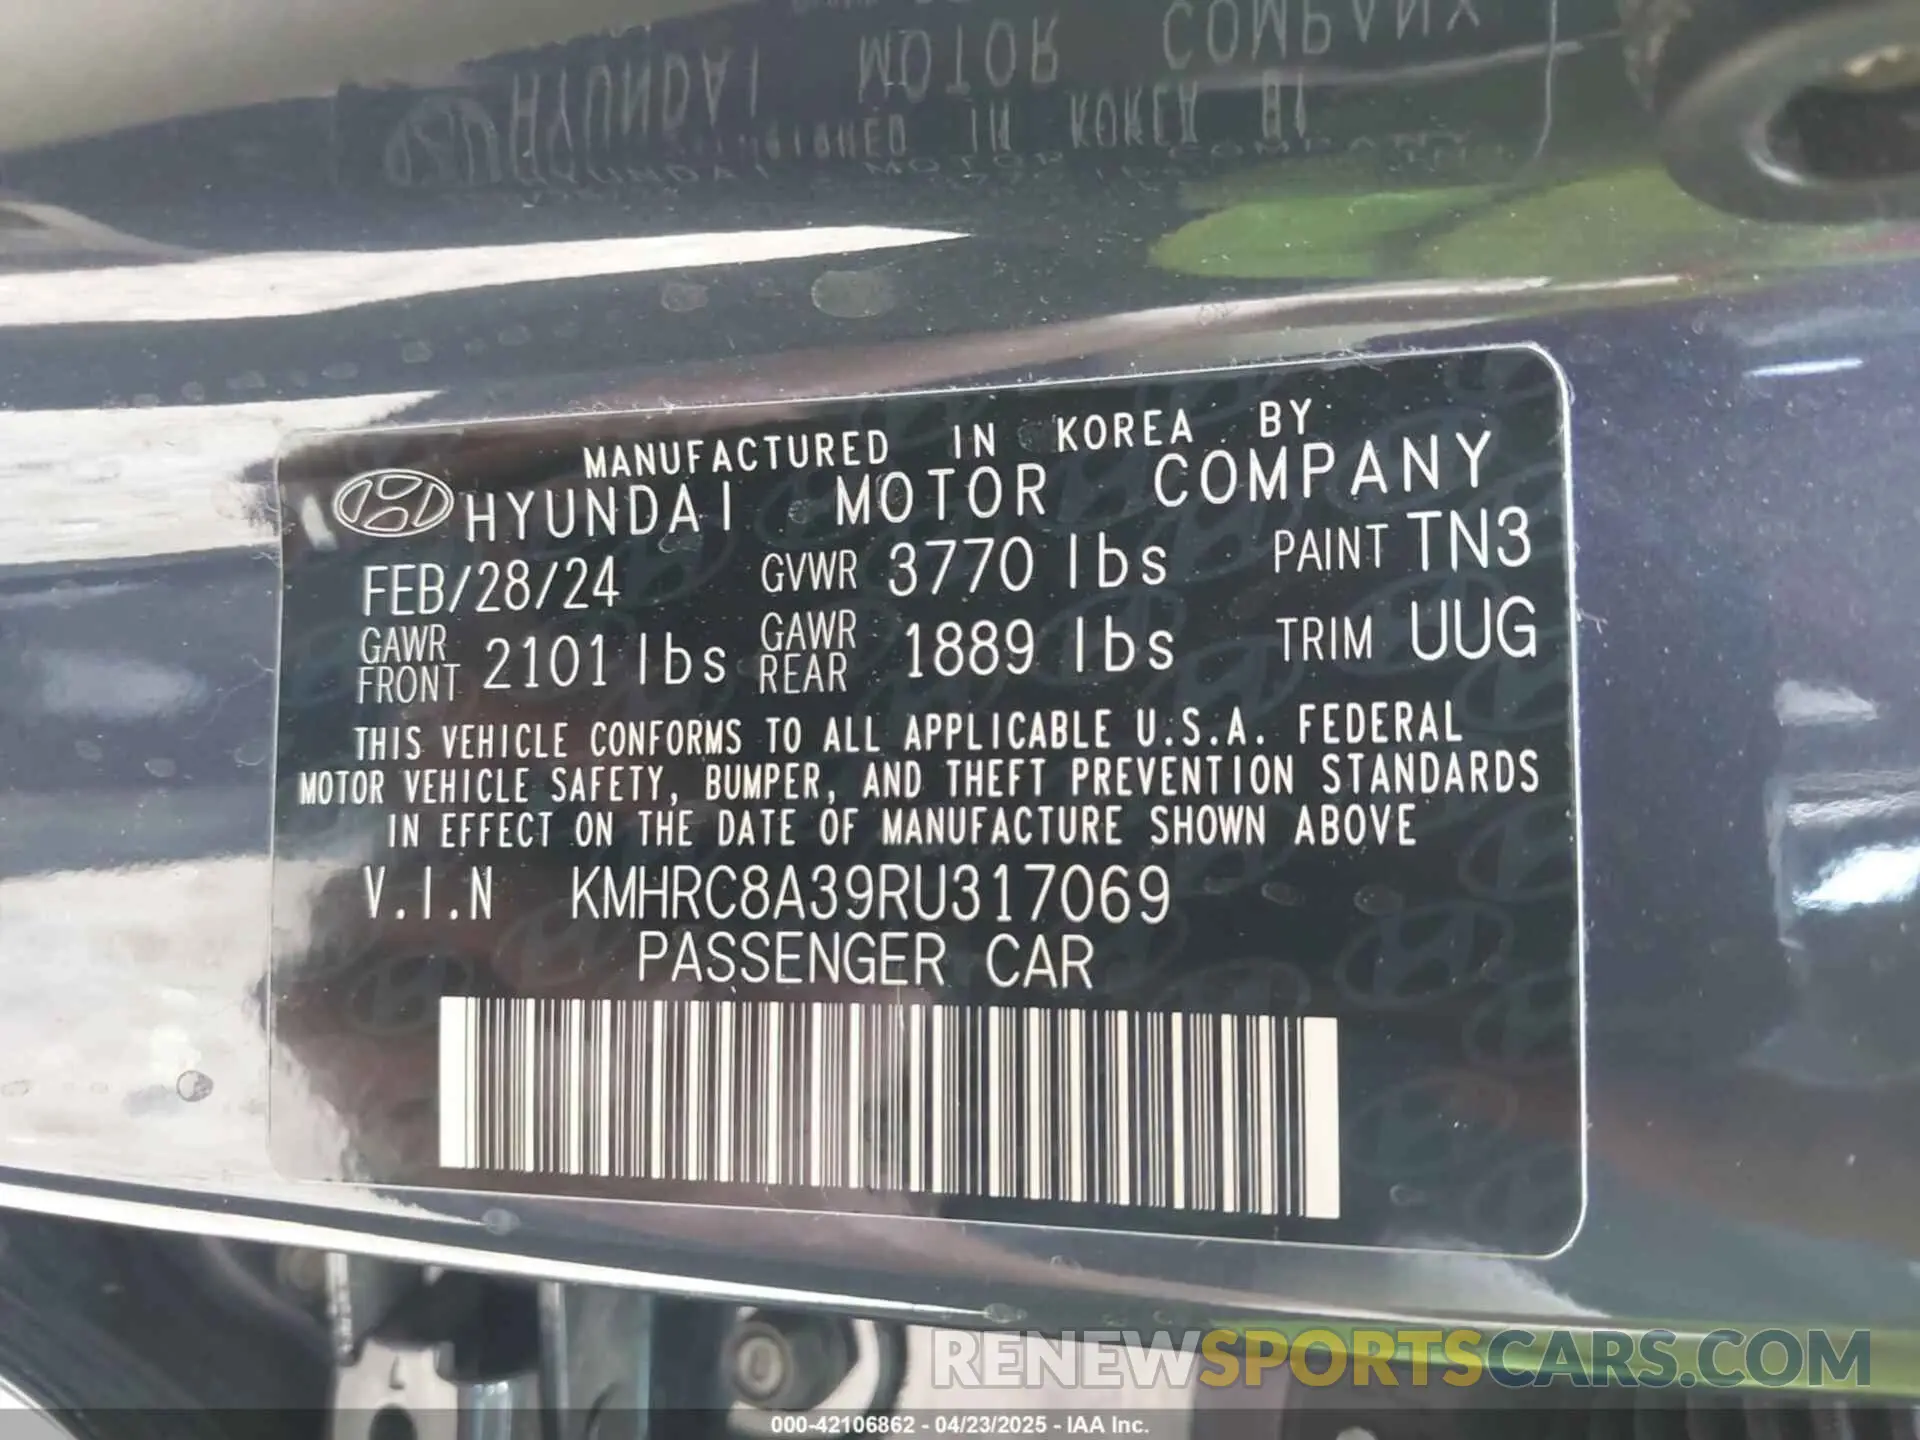 HYUNDAI MOTOR COMPANY
MANUFACTURED IN KOREA BY
HYUNDAI MOTOR COMPANY
FEB/28/24 GVWR 3770 lbs PAINT TN3
GAWR FRONT 2101 lbs GAWR REAR 1889 lbs TRIM UUG
THIS VEHICLE CONFORMS TO ALL APPLICABLE U.S.A. FEDERAL
MOTOR VEHICLE SAFETY, BUMPER, AND THEFT PREVENTION STANDARDS
IN EFFECT ON THE DATE OF MANUFACTURE SHOWN ABOVE
V.I.N KMHRC8A39RU317069
PASSENGER CAR
RENEWSPORTSCARS.COM
000-42106862 - 04/23/2025 - IAA Inc.